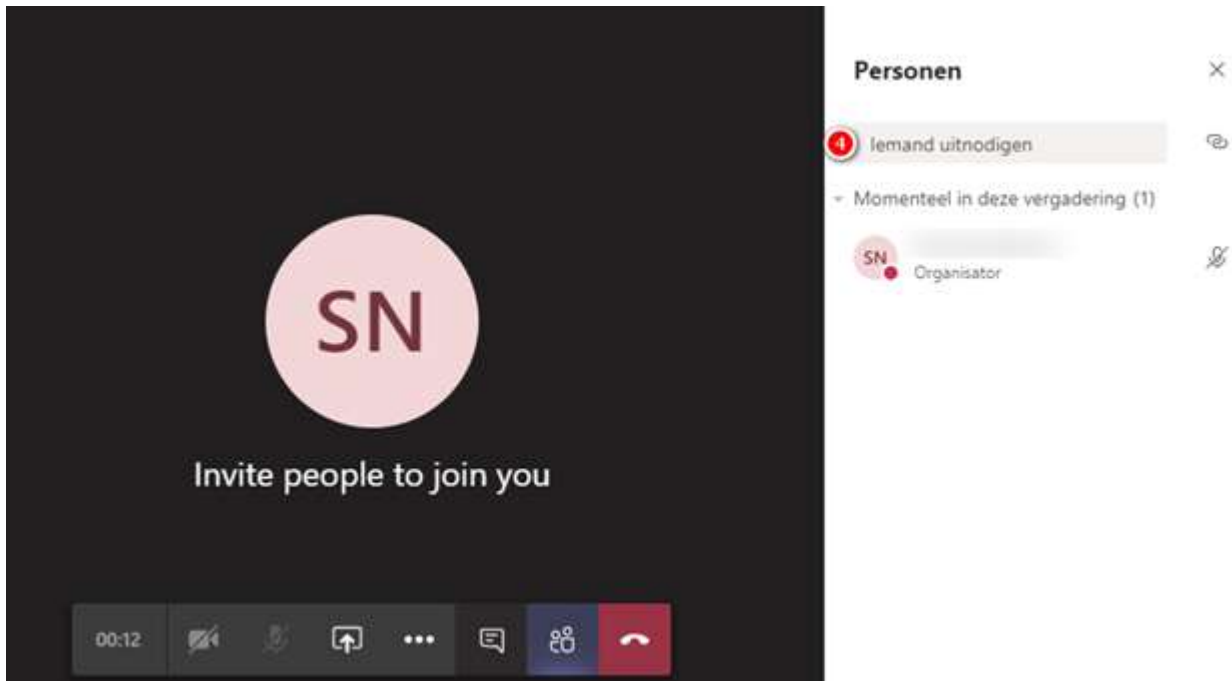 Personen
4 Iemand uitnodigen
Momenteel in deze vergadering (1)
SN
Organisator
SN
Invite people to join you
00:12